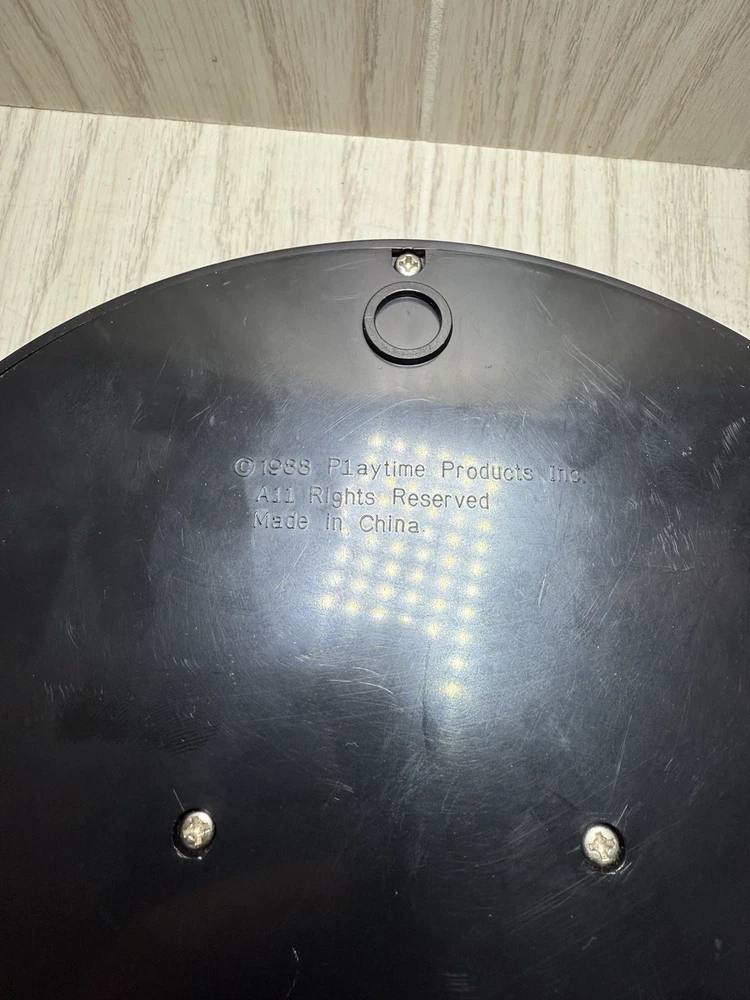 ©1988 Playtime Products Inc.
All Rights Reserved
Made in China.